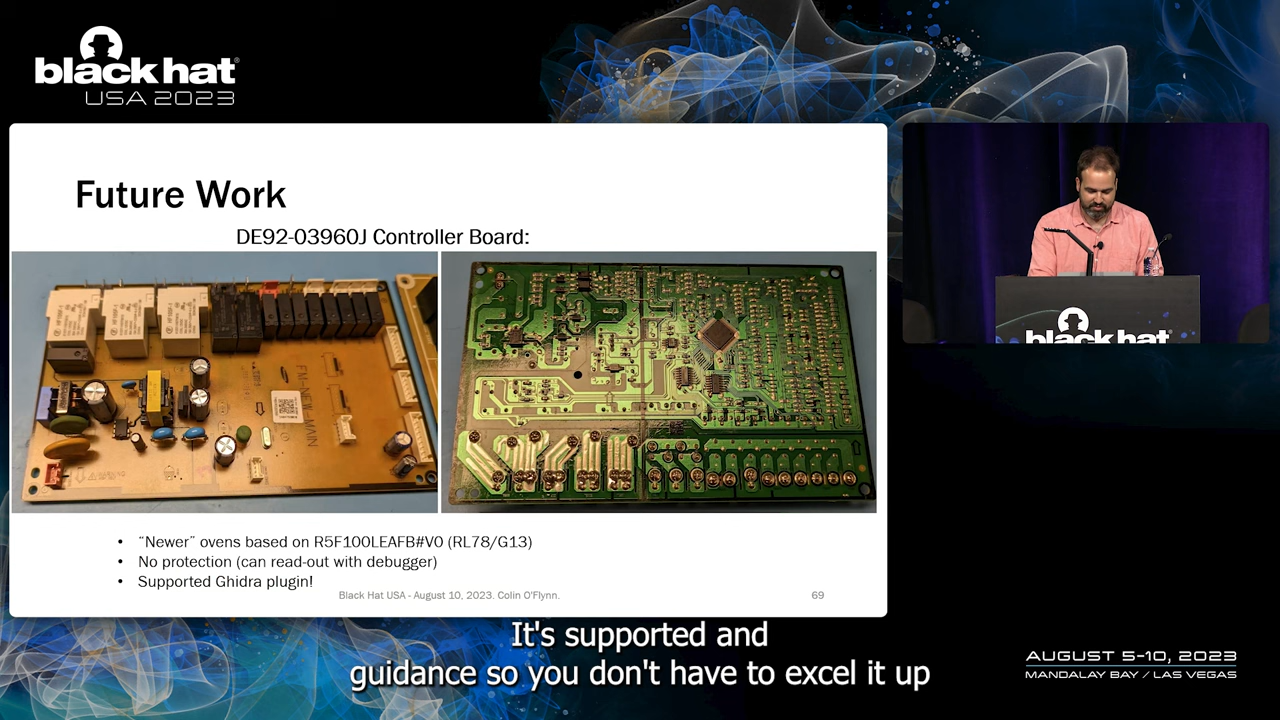 black hat®
USA 2023
Future Work
DE92-03960J Controller Board:
FM-NEW MAIN
• “Newer” ovens based on R5F100LEAFB#V0 (RL78/G13)
• No protection (can read-out with debugger)
• Supported Ghidra plugin!
Black Hat USA - August 10, 2023. Colin O'Flynn.
69
black hat
It's supported and
guidance so you don't have to excel it up
AUGUST 5-10, 2023
MANDALAY BAY / LAS VEGAS